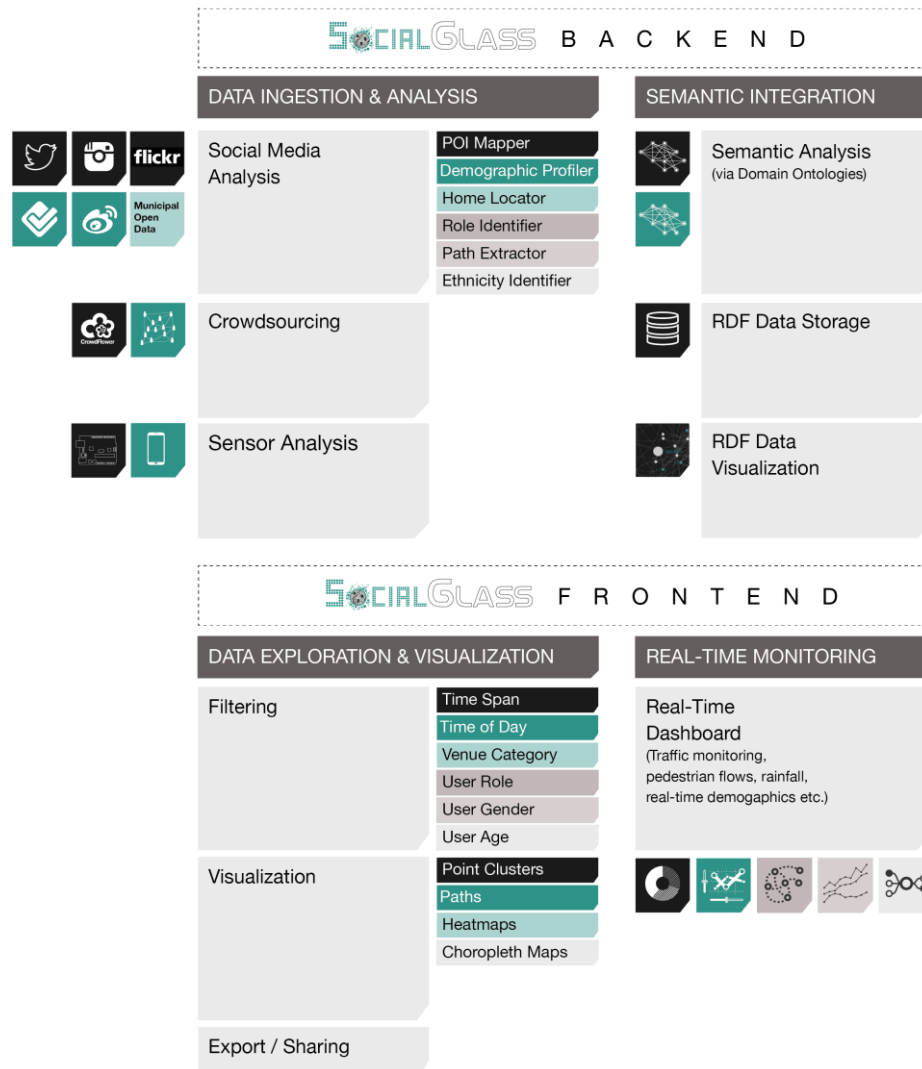 SOCIALGLASS BACKEND
DATA INGESTION & ANALYSIS
SEMANTIC INTEGRATION
flickr
Municipal
Open
Data
Social Media
Analysis
POI Mapper
Demographic Profiler
Home Locator
Role Identifier
Path Extractor
Ethnicity Identifier
Semantic Analysis
(via Domain Ontologies)
CrowdFlower
Crowdsourcing
RDF Data Storage
Sensor Analysis
RDF Data
Visualization
SOCIALGLASS FRONTEND
DATA EXPLORATION & VISUALIZATION
REAL-TIME MONITORING
Filtering
Time Span
Time of Day
Venue Category
User Role
User Gender
User Age
Real-Time
Dashboard
(Traffic monitoring,
pedestrian flows, rainfall,
real-time demogaphics etc.)
Visualization
Point Clusters
Paths
Heatmaps
Choropleth Maps
Export / Sharing